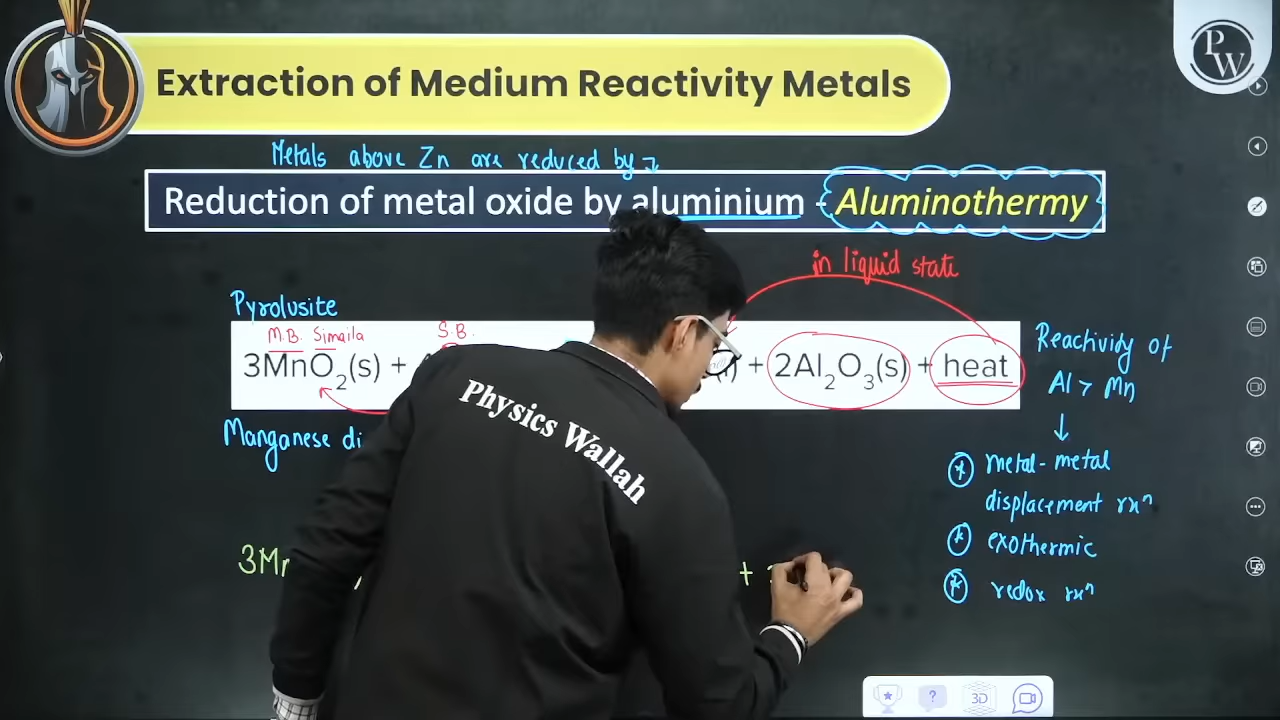 Extraction of Medium Reactivity Metals
PW
Metals above Zn are reduced by
Reduction of metal oxide by aluminium - Aluminothermy
in liquid state
Pyrolusite
M.B. Simaila
S.B.
3MnO₂(s) +
(l) + 2Al₂O₃(s) + heat
Reactivity of
Al > Mn
↓
Manganese di
Physics Wallah
* metal-metal
displacement rxⁿ
* exothermic
* redox rxⁿ
3Mn
+
3D